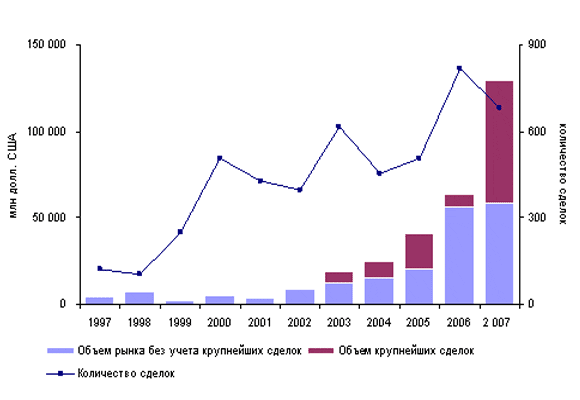 150 000
100 000
50 000
0
млн долл. США
900
600
300
0
количество сделок
1997 1998 1999 2000 2001 2002 2003 2004 2005 2006 2 007
Объем рынка без учета крупнейших сделок Объем крупнейших сделок
Количество сделок